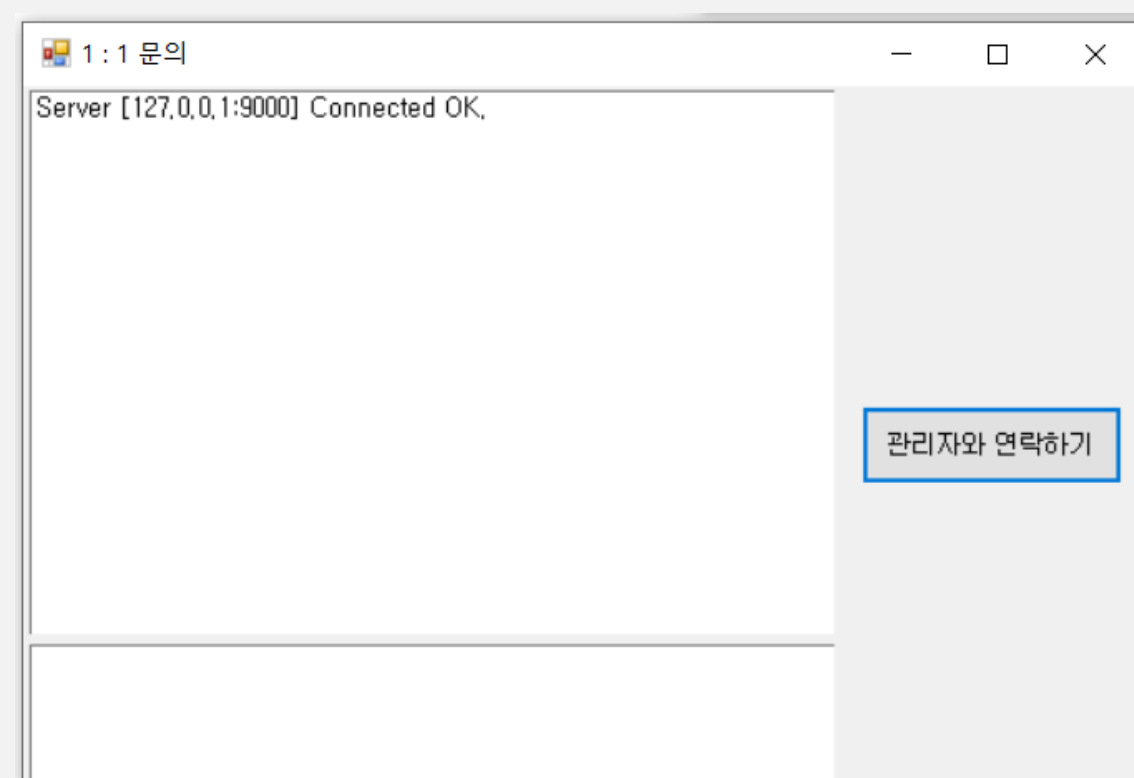 1 : 1 문의
Server [127,0,0,1:9000] Connected OK,
관리자와 연락하기